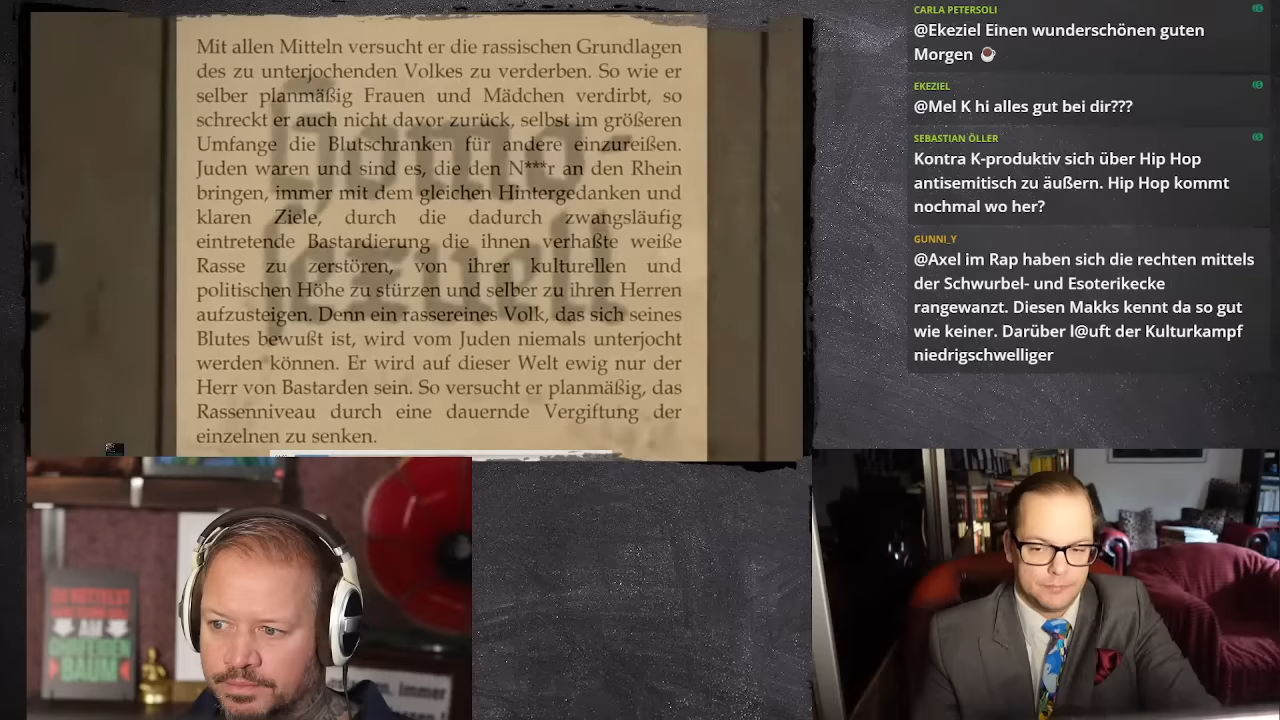 Mit allen Mitteln versucht er die rassischen Grundlagen
des zu unterjochenden Volkes zu verderben. So wie er
selber planmäßig Frauen und Mädchen verdirbt, so
schreckt er auch nicht davor zurück, selbst im größeren
Umfange die Blutschranken für andere einzureißen.
Juden waren und sind es, die den N***r an den Rhein
bringen, immer mit dem gleichen Hintergedanken und
klaren Ziele, durch die dadurch zwangsläufig
eintretende Bastardierung die ihnen verhaßte weiße
Rasse zu zerstören, von ihrer kulturellen und
politischen Höhe zu stürzen und selber zu ihren Herren
aufzusteigen. Denn ein rassereines Volk, das sich seines
Blutes bewußt ist, wird vom Juden niemals unterjocht
werden können. Er wird auf dieser Welt ewig nur der
Herr von Bastarden sein. So versucht er planmäßig, das
Rassenniveau durch eine dauernde Vergiftung der
einzelnen zu senken.
CARLA PETERSOLI
@Ekeziel Einen wunderschönen guten
Morgen ☕
EKEZIEL
@Mel K hi alles gut bei dir???
SEBASTIAN ÖLLER
Kontra K-produktiv sich über Hip Hop
antisemitisch zu äußern. Hip Hop kommt
nochmal wo her?
GUNNI_Y
@Axel im Rap haben sich die rechten mittels
der Schwurbel- und Esoterikecke
rangewanzt. Diesen Makks kennt da so gut
wie keiner. Darüber l@uft der Kulturkampf
niedrigschwelliger
AM
BAUM
immer